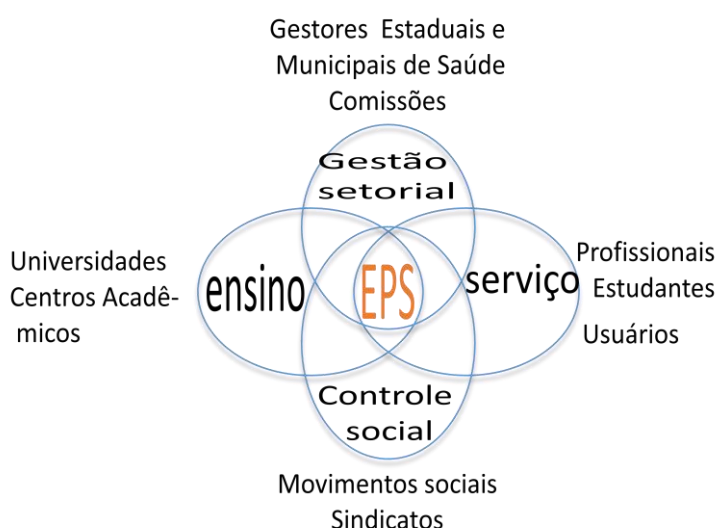 Gestores Estaduais e
Municipais de Saúde
Comissões
Gestão
setorial
Universidades
Centros Acadê-
micos
ensino
EPS
serviço
Profissionais
Estudantes
Usuários
Controle
social
Movimentos sociais
Sindicatos